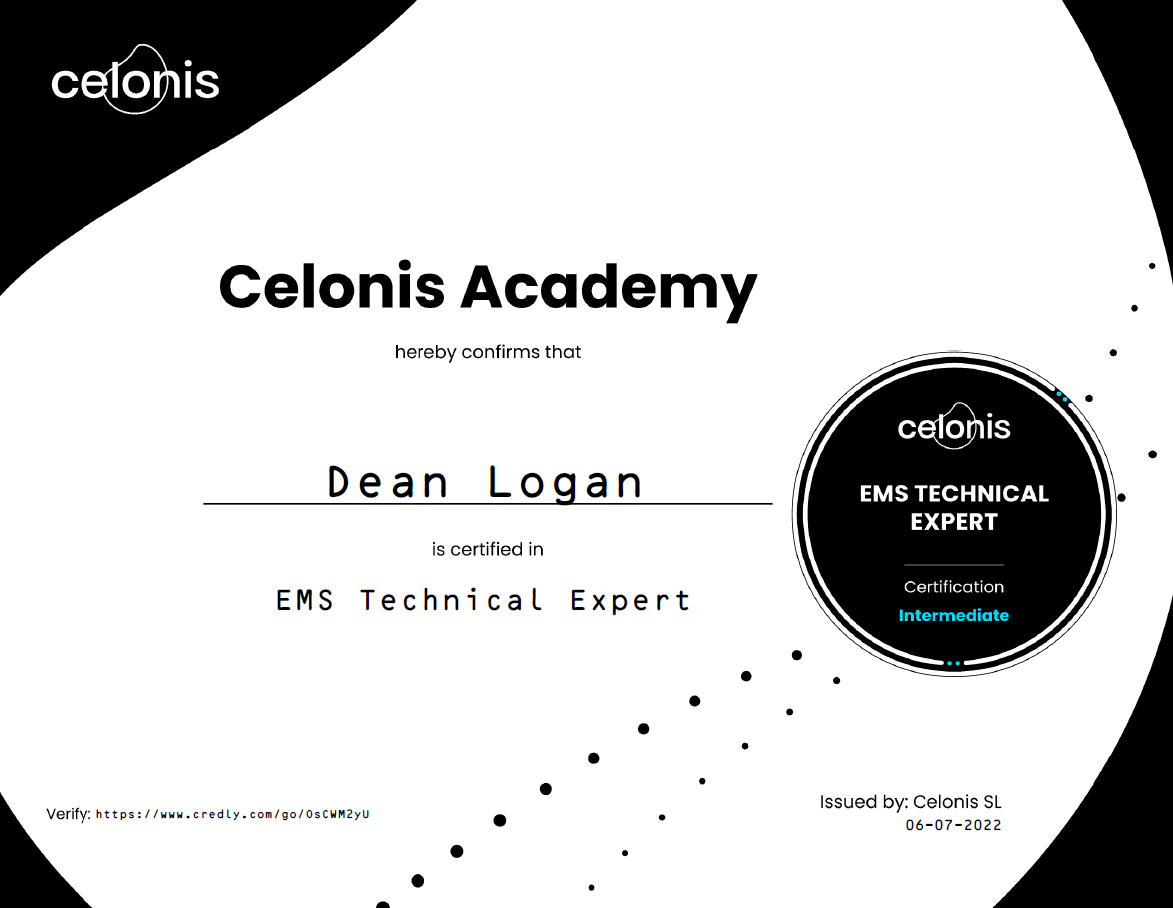 celonis
Celonis Academy
hereby confirms that
Dean Logan
is certified in
EMS Technical Expert
celonis
EMS TECHNICAL
EXPERT
Certification
Intermediate
Verify: https://www.credly.com/go/OsCWM2yU
Issued by: Celonis SL
06-07-2022